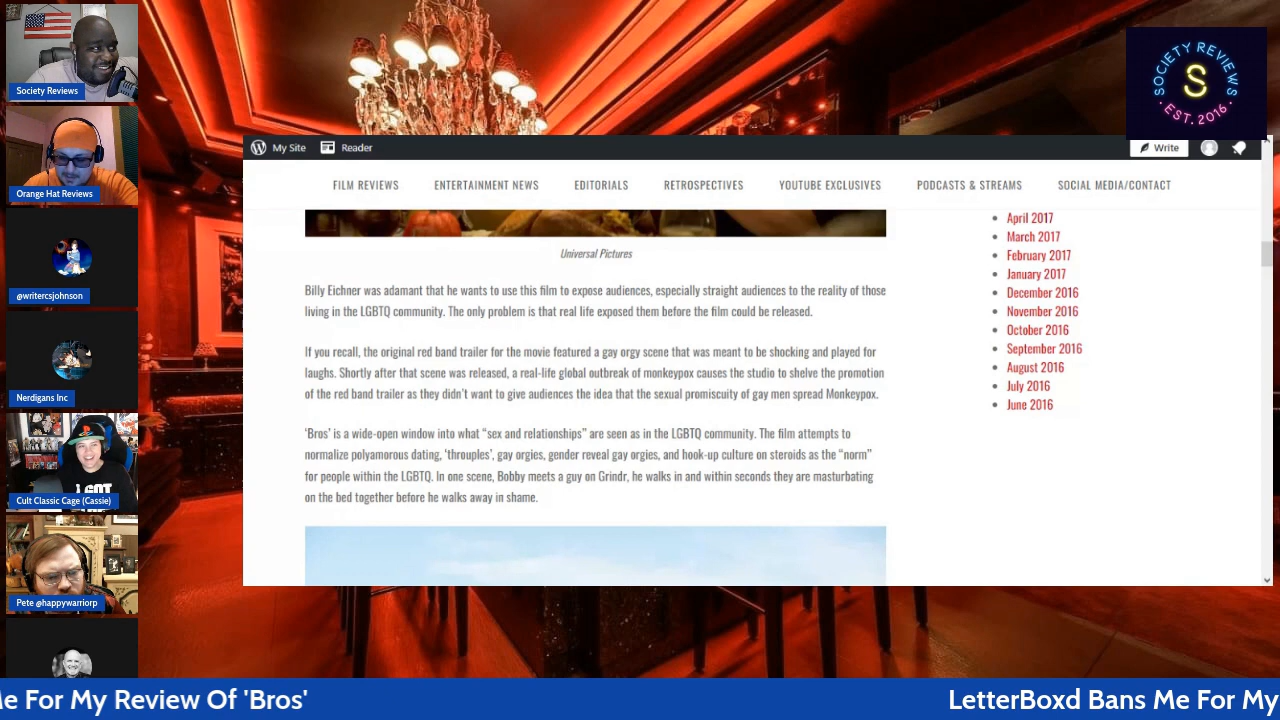 Society Reviews
Orange Hat Reviews
@writercsjohnson
Nerdigans Inc
Cult Classic Cage (Cassie)
Pete @happywarriorp
SOCIETY REVIEWS
S
· EST. 2016 ·
My Site Reader Write
FILM REVIEWS ENTERTAINMENT NEWS EDITORIALS RETROSPECTIVES YOUTUBE EXCLUSIVES PODCASTS & STREAMS SOCIAL MEDIA/CONTACT
Universal Pictures
Billy Eichner was adamant that he wants to use this film to expose audiences, especially straight audiences to the reality of those
living in the LGBTQ community. The only problem is that real life exposed them before the film could be released.
If you recall, the original red band trailer for the movie featured a gay orgy scene that was meant to be shocking and played for
laughs. Shortly after that scene was released, a real-life global outbreak of monkeypox causes the studio to shelve the promotion
of the red band trailer as they didn't want to give audiences the idea that the sexual promiscuity of gay men spread Monkeypox.
'Bros' is a wide-open window into what "sex and relationships" are seen as in the LGBTQ community. The film attempts to
normalize polyamorous dating, 'throuples', gay orgies, gender reveal gay orgies, and hook-up culture on steroids as the "norm"
for people within the LGBTQ. In one scene, Bobby meets a guy on Grindr, he walks in and within seconds they are masturbating
on the bed together before he walks away in shame.
April 2017
March 2017
February 2017
January 2017
December 2016
November 2016
October 2016
September 2016
August 2016
July 2016
June 2016
e For My Review Of 'Bros' LetterBoxd Bans Me For My